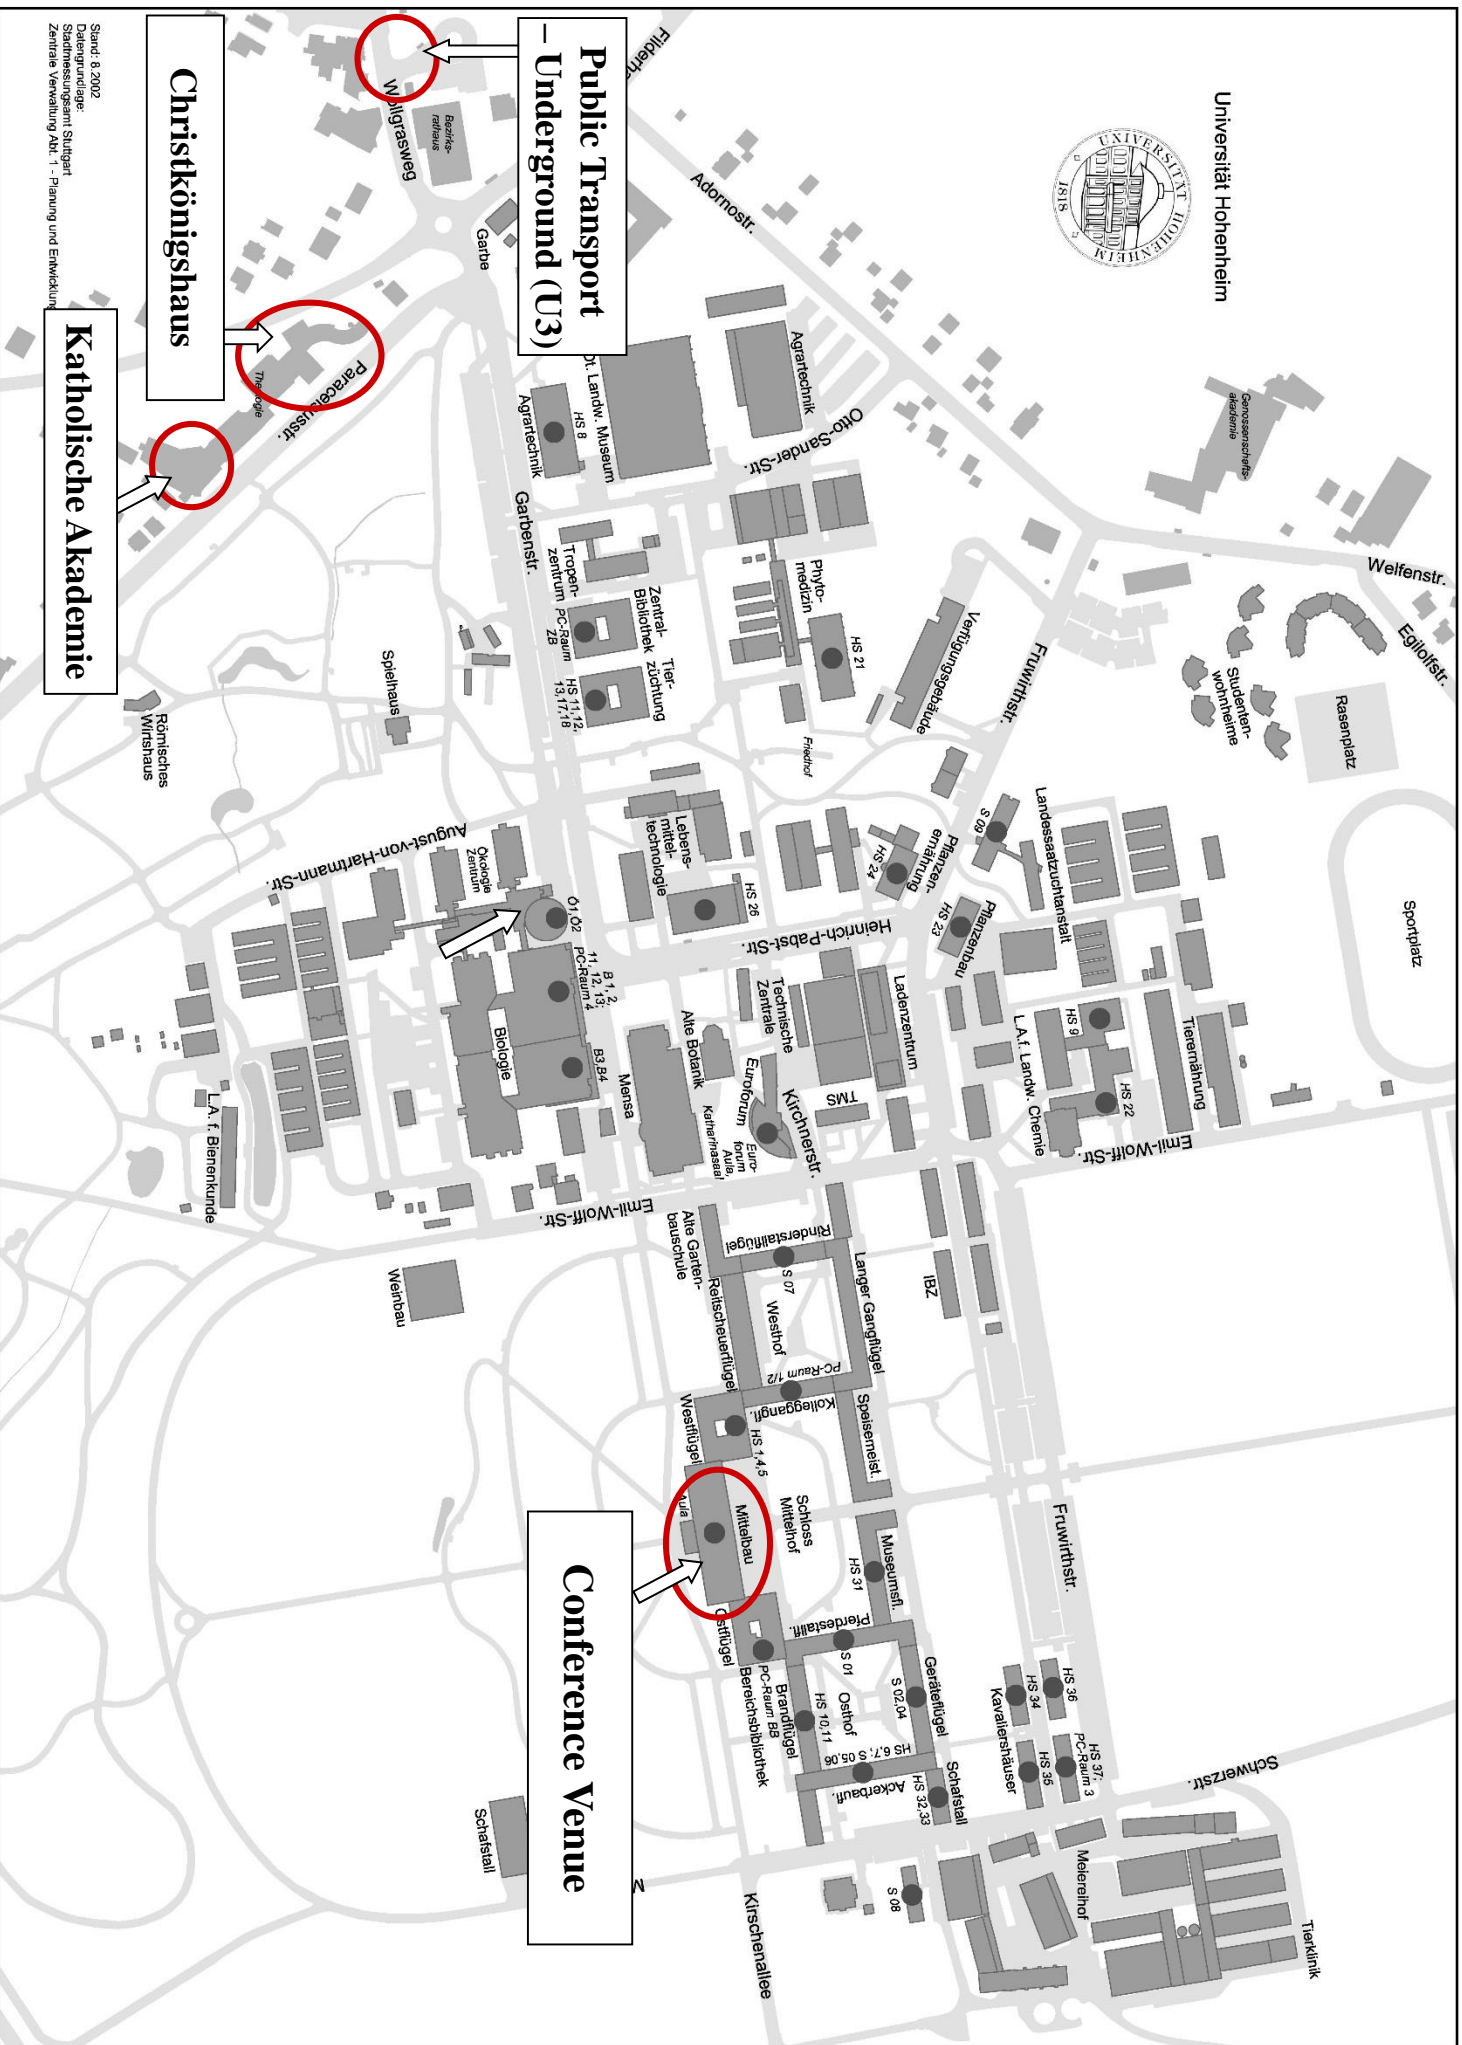 Universität Hohenheim
UNIVERSITÄT HOHENHEIM
1818
Public Transport
– Underground (U3)
Christkönigshaus
Katholische Akademie
Conference Venue
Stand: 8.2002
Datengrundlage:
Stadtmessungsamt Stuttgart
Zentrale Verwaltung Abt. 1 - Planung und Entwicklung
Wollgrasweg
Bezirks-
rathaus
Adornostr.
Garbe
Paracelsusstr.
Agrartechnik
Dt. Landw. Museum
HS 8
Agrartechnik
Otto-Sander-Str.
Garbenstr.
Genossenschafts-
akademie
Welfenstr.
Egilolfstr.
Studenten-
wohnheime
Rasenplatz
Sportplatz
Fruwirthstr.
Verfügungsgebäude
Phyto-
medizin
HS 21
Friedhof
Tropen-
zentrum
Zentral-
Bibliothek
PC-Raum
ZB
Tier-
züchtung
HS 11,12,
13,17,18
Spielhaus
Römisches
Wirtshaus
August-von-Hartmann-Str.
Ökologie
Zentrum
Ö1,Ö2
Lebens-
mittel-
technologie
HS 26
Heinrich-Pabst-Str.
Pflanzen-
ernährung
HS 24
S 09
Landessaatzuchtanstalt
Pflanzenbau
HS 23
B 1, 2,
11, 12, 13;
PC-Raum 4
B3,B4
Biologie
Mensa
Alte Botanik
Technische
Zentrale
Ladenzentrum
TMS
Euroforum
Euro-
forum
Aula,
Katharinasaal
Kirchnerstr.
HS 9
HS 22
L.A.f. Landw. Chemie
Tierernährung
Emil-Wolff-Str.
Emil-Wolff-Str.
L.A. f. Bienenkunde
Weinbau
Alte Garten-
bauschule
Rinderstallflügel
S 07
Westhof
Reitscheuerflügel
Langer Gangflügel
IBZ
PC-Raum 1/2
Kolleggangfl.
Speisemeist.
Westflügel
HS 1,4,5
Aula
Mittelbau
Schloss
Mittelhof
Museumsfl.
HS 31
Fruwirthstr.
Ostflügel
Pferdestallfl.
S 01
Bereichsbibliothek
PC-Raum BB
Brandflügel
HS 10,11
Osthof
S 02,04
Geräteflügel
HS 6,7; S 05,06
Ackerbaufl.
Schafstall
HS 32,33
HS 36
HS 34
Kavaliershäuser
HS 35
HS 37;
PC-Raum 3
Schwerzstr.
Meiereihof
Tierklinik
S 08
Schafstall
Kirschenallee